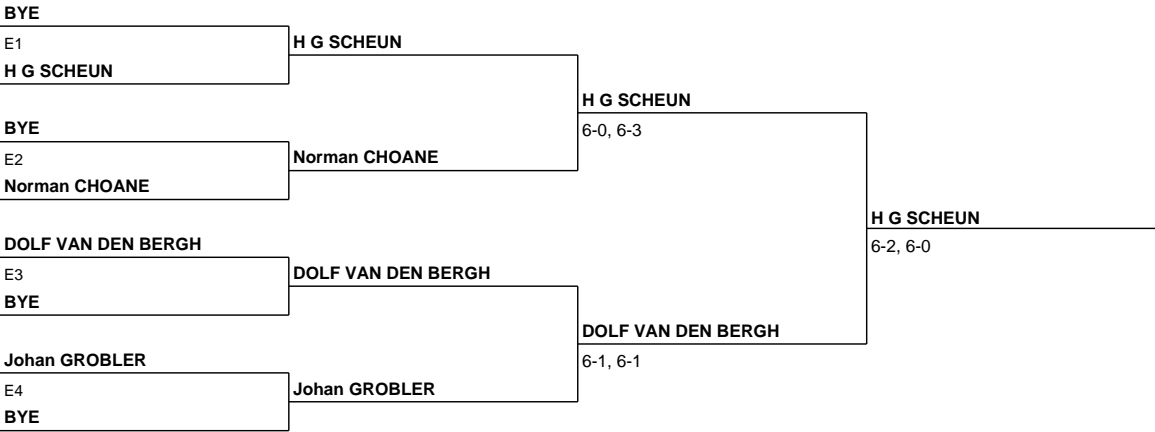 BYE
E1
H G SCHEUN
H G SCHEUN
H G SCHEUN
6-0, 6-3
BYE
E2
Norman CHOANE
Norman CHOANE
H G SCHEUN
6-2, 6-0
DOLF VAN DEN BERGH
E3
DOLF VAN DEN BERGH
BYE
DOLF VAN DEN BERGH
6-1, 6-1
Johan GROBLER
E4
Johan GROBLER
BYE